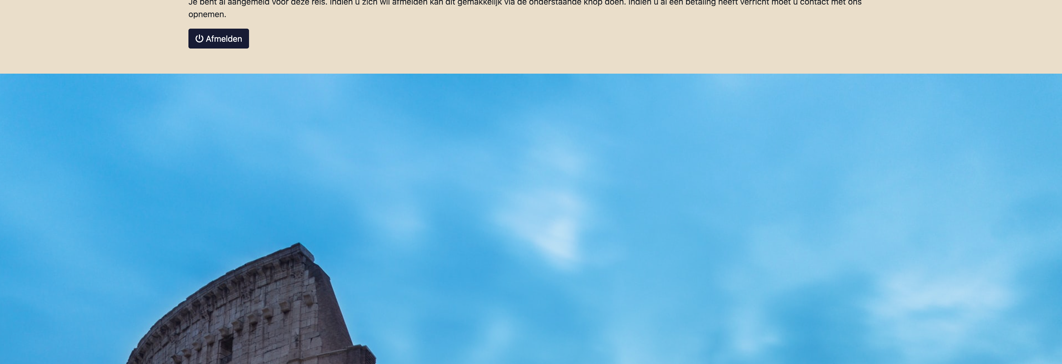 Je bent al aangemeld voor deze reis. Indien u zich wil afmelden kan dit gemakkelijk via de onderstaande knop doen. Indien u al een betaling heeft verricht moet u contact met ons
opnemen.
Afmelden